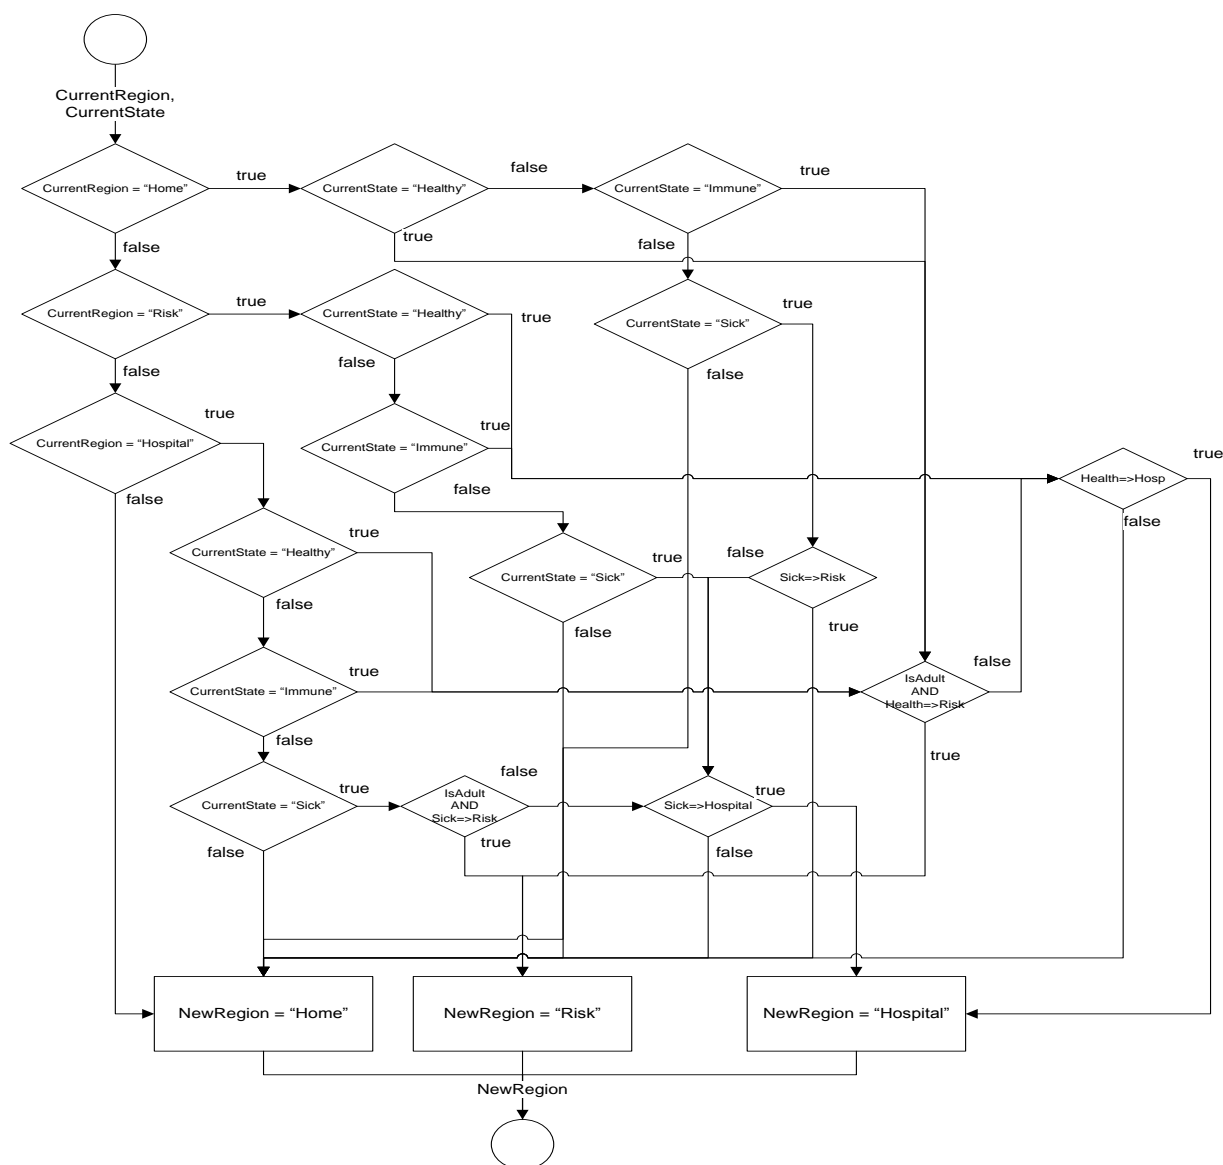 CurrentRegion,
CurrentState
CurrentRegion = “Home”
true
CurrentState = “Healthy”
false
CurrentState = “Immune”
true
false
true
false
CurrentRegion = “Risk”
true
CurrentState = “Healthy”
true
CurrentState = “Sick”
true
false
false
false
CurrentRegion = “Hospital”
true
CurrentState = “Immune”
true
false
false
Health=>Hosp
true
false
CurrentState = “Healthy”
true
false
CurrentState = “Sick”
true
false
false
Sick=>Risk
true
CurrentState = “Immune”
true
false
IsAdult
AND
Health=>Risk
false
true
CurrentState = “Sick”
true
false
IsAdult
AND
Sick=>Risk
false
true
Sick=>Hospital
true
false
NewRegion = “Home”
NewRegion = “Risk”
NewRegion = “Hospital”
NewRegion